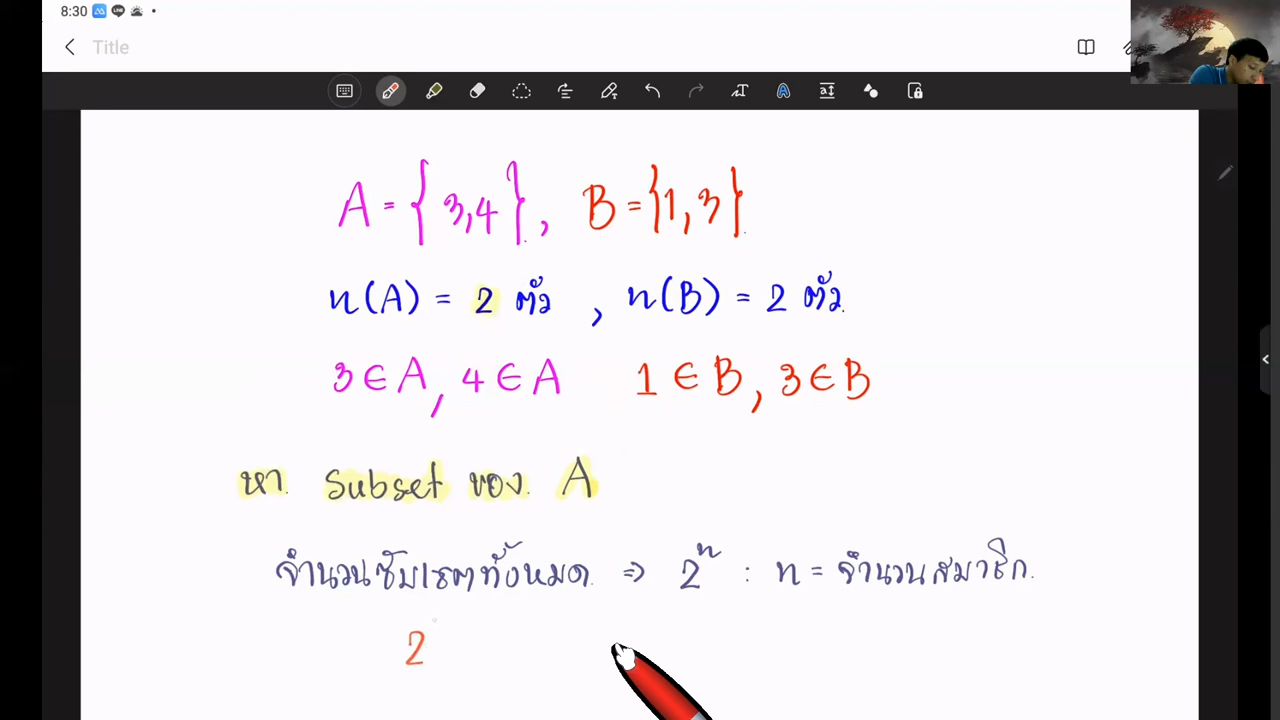 8:30
Title
A = { 3,4 }, B = {1, 3}
n(A) = 2 ตัว , n(B) = 2 ตัว
3 ∈ A, 4 ∈ A 1 ∈ B, 3 ∈ B
หา Subset ของ A
จำนวนซับเซตทั้งหมด ⇒ 2ⁿ : n = จำนวนสมาชิก
2